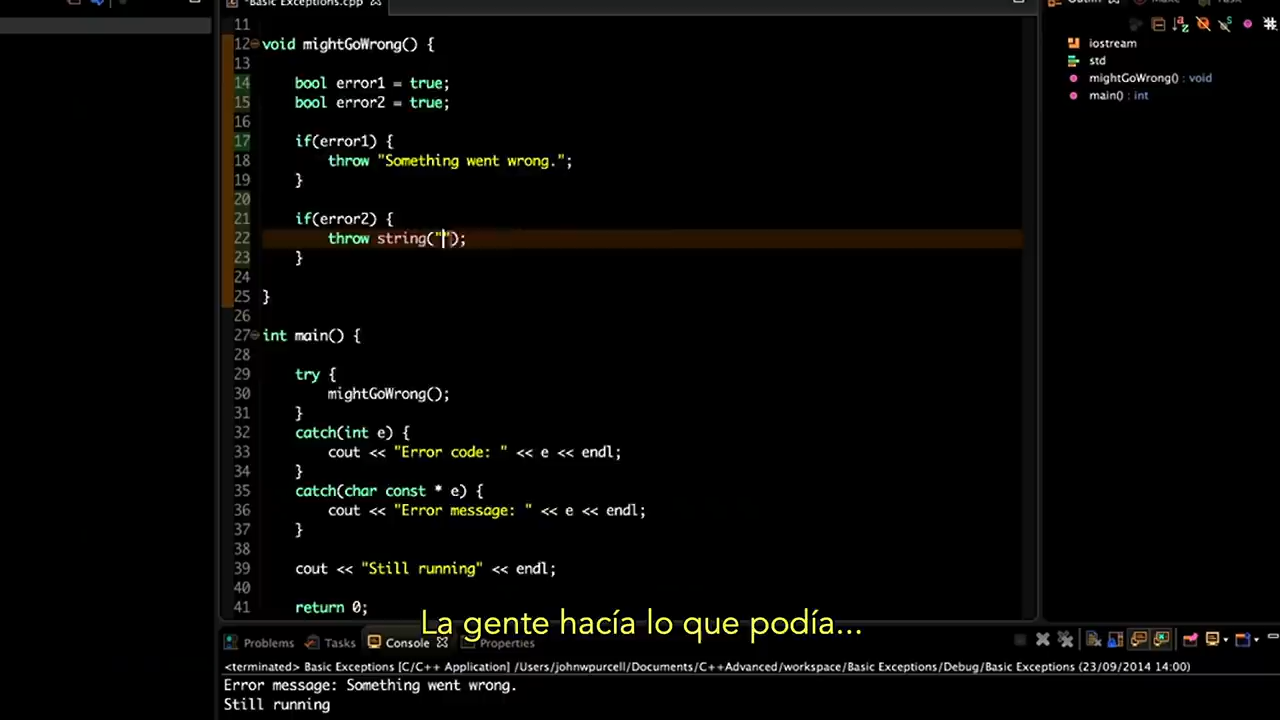 *Basic Exceptions.cpp
11
12 void mightGoWrong() {
13
14 bool error1 = true;
15 bool error2 = true;
16
17 if(error1) {
18 throw "Something went wrong.";
19 }
20
21 if(error2) {
22 throw string("");
23 }
24
25 }
26
27 int main() {
28
29 try {
30 mightGoWrong();
31 }
32 catch(int e) {
33 cout << "Error code: " << e << endl;
34 }
35 catch(char const * e) {
36 cout << "Error message: " << e << endl;
37 }
38
39 cout << "Still running" << endl;
40
41 return 0;
iostream
std
mightGoWrong() : void
main() : int
La gente hacía lo que podía...
Problems Tasks Console Properties
<terminated> Basic Exceptions [C/C++ Application] /Users/johnwpurcell/Documents/C++Advanced/workspace/Basic Exceptions/Debug/Basic Exceptions (23/09/2014 14:00)
Error message: Something went wrong.
Still running